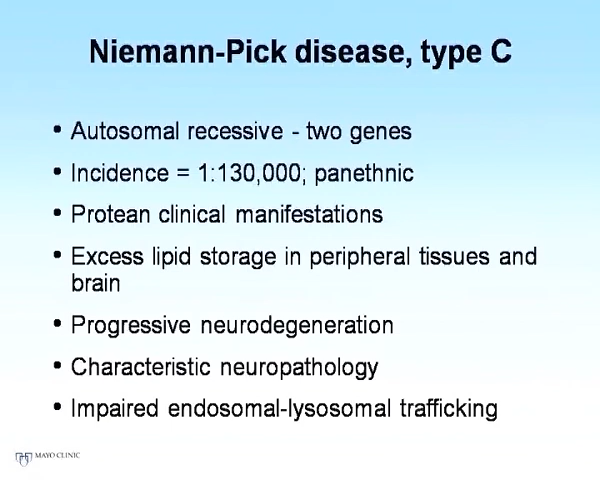 Niemann-Pick disease, type C
• Autosomal recessive - two genes
• Incidence = 1:130,000; panethnic
• Protean clinical manifestations
• Excess lipid storage in peripheral tissues and
brain
• Progressive neurodegeneration
• Characteristic neuropathology
• Impaired endosomal-lysosomal trafficking
MAYO CLINIC